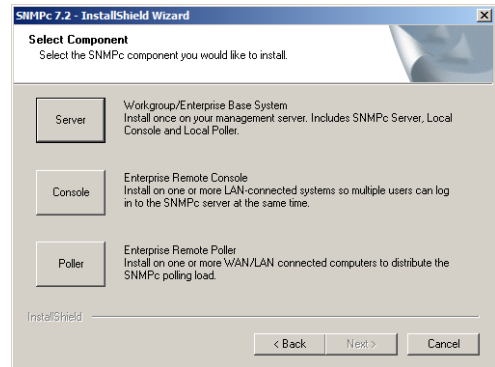 SNMPc 7.2 - InstallShield Wizard
Select Component
Select the SNMPc component you would like to install.
Server
Workgroup/Enterprise Base System
Install once on your management server. Includes SNMPc Server, Local
Console and Local Poller.
Console
Enterprise Remote Console
Install on one or more LAN-connected systems so multiple users can log
in to the SNMPc server at the same time.
Poller
Enterprise Remote Poller
Install on one or more WAN/LAN connected computers to distribute the
SNMPc polling load.
InstallShield
< Back
Next >
Cancel